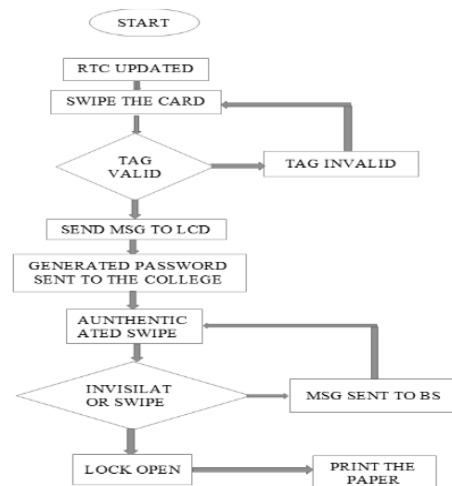 START
RTC UPDATED
SWIPE THE CARD
TAG
VALID
TAG INVALID
SEND MSG TO LCD
GENERATED PASSWORD
SENT TO THE COLLEGE
AUNTHENTIC
ATED SWIPE
INVISILAT
OR SWIPE
MSG SENT TO BS
LOCK OPEN
PRINT THE
PAPER